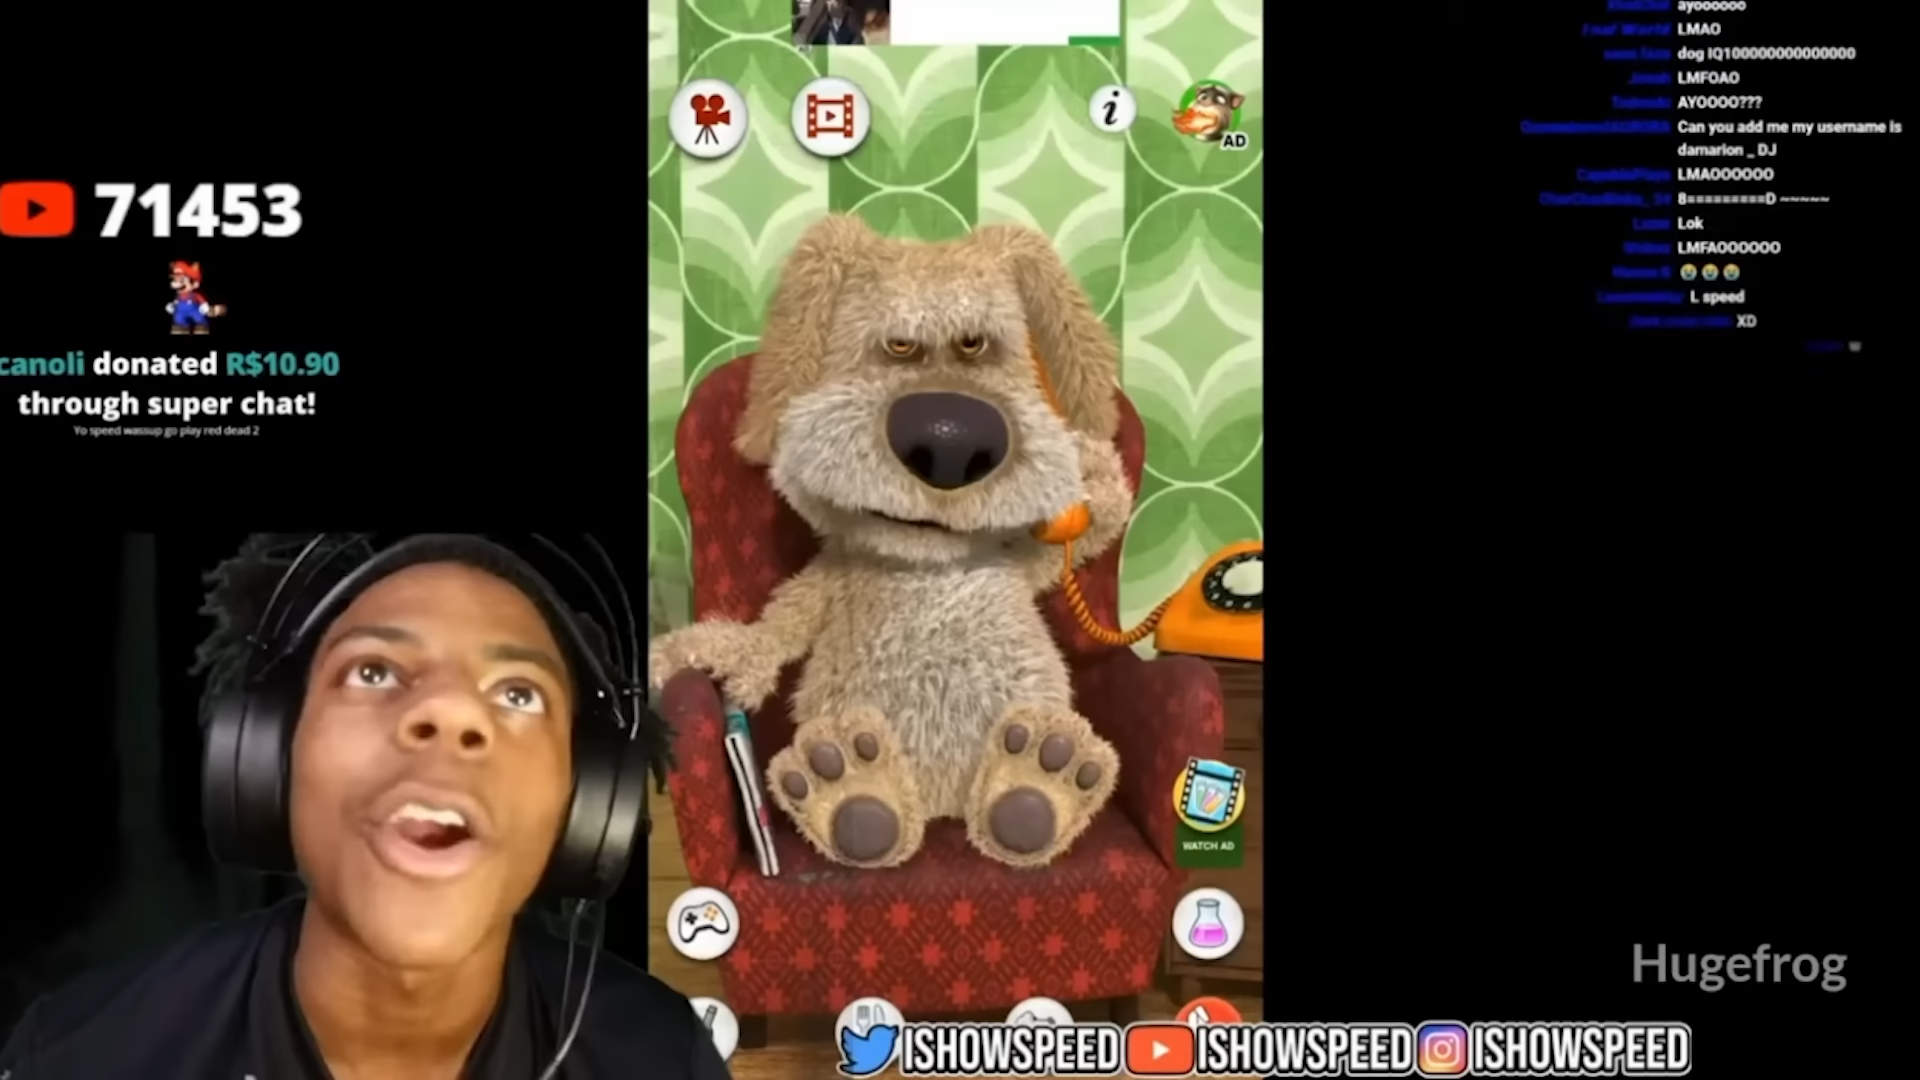 71453
canoli donated R$10.90
through super chat!
Yo speed wassup go play red dead 2
i
AD
WATCH AD
ayoooooo
LMAO
dog IQ100000000000000
LMFOAO
AYOOOO???
Can you add me my username is
damarion _ DJ
LMAOOOOOO
8=========D ~~~~~
Lok
LMFAOOOOOO
😭 😭 😭
L speed
XD
Hugefrog
ISHOWSPEED ISHOWSPEED ISHOWSPEED